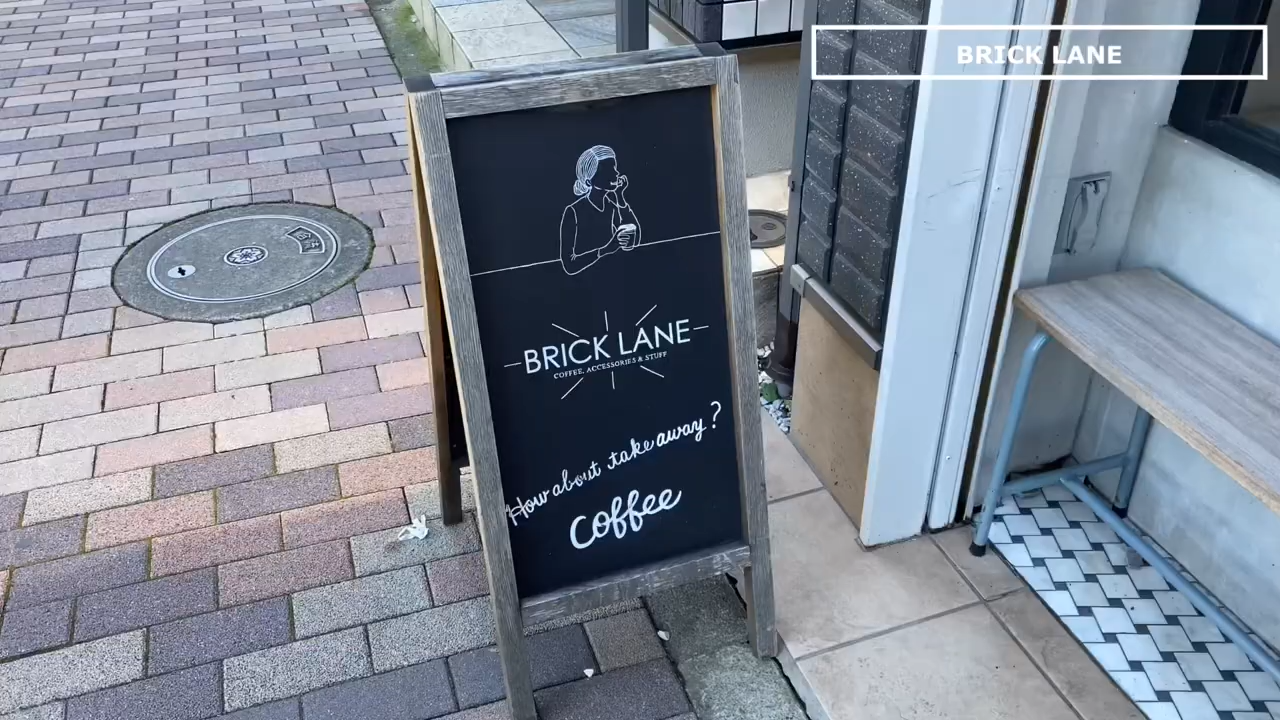 BRICK LANE
BRICK LANE
COFFEE, ACCESSORIES & STUFF
How about take away?
coffee